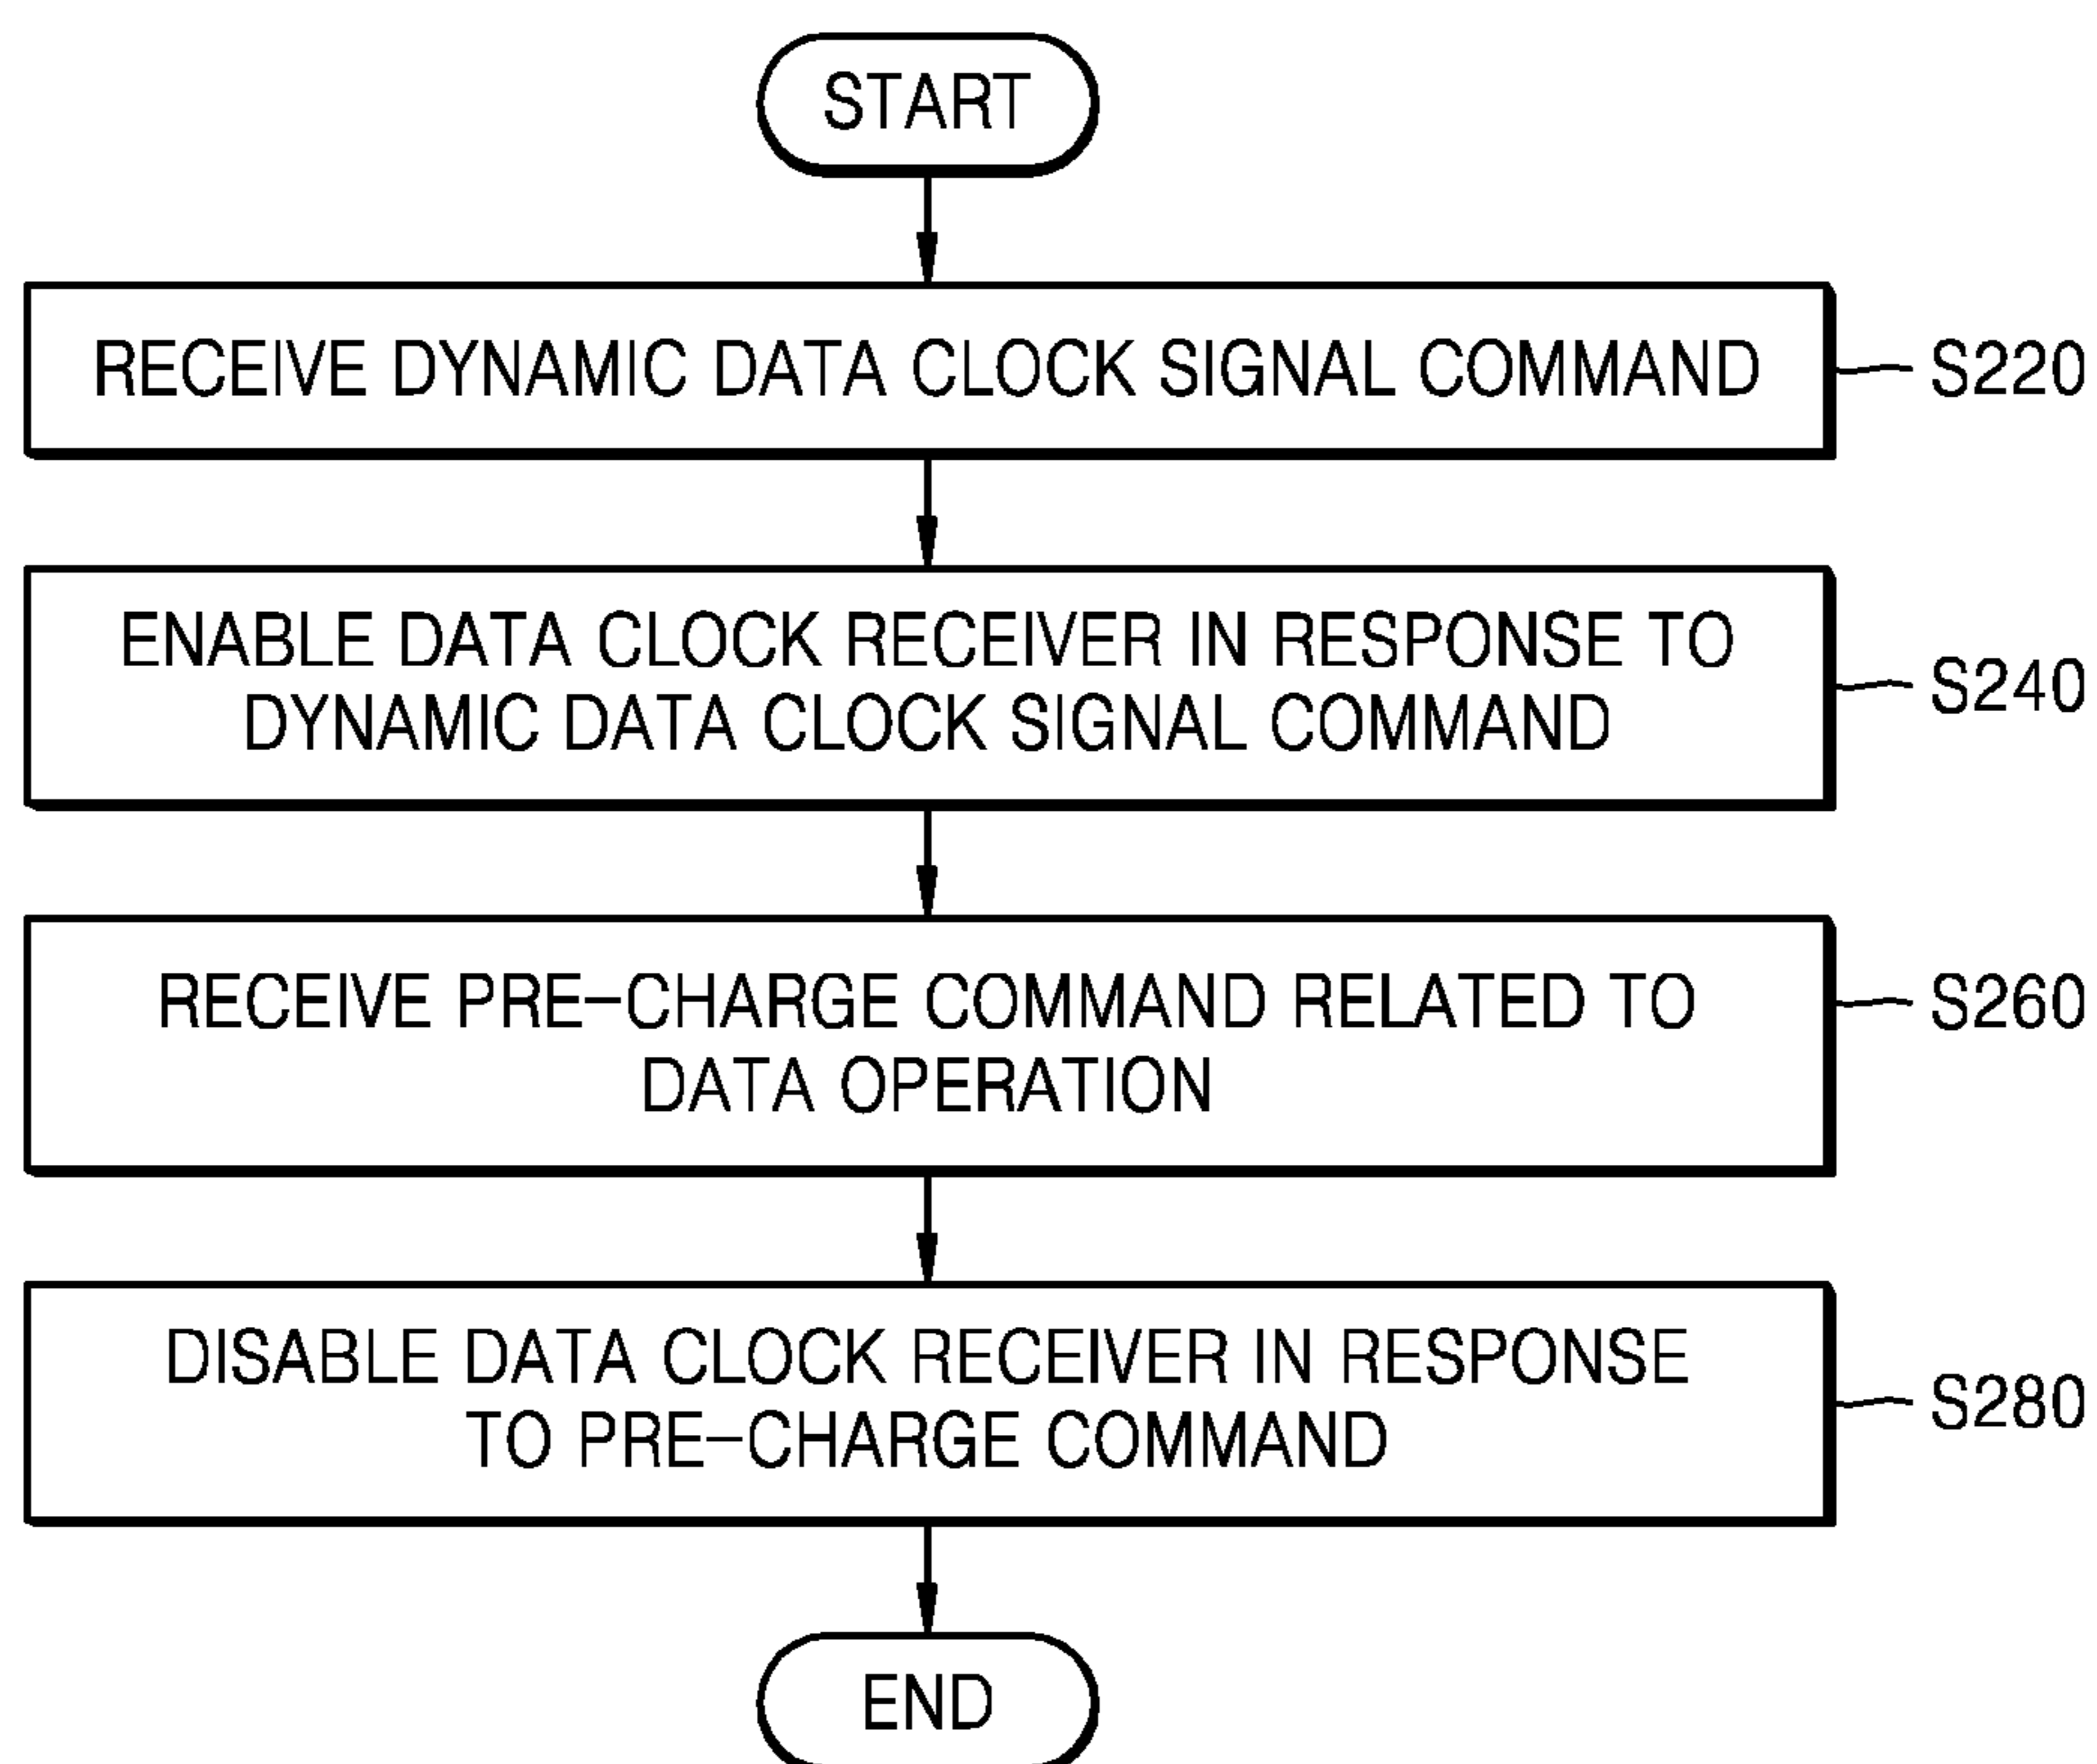 START
RECEIVE DYNAMIC DATA CLOCK SIGNAL COMMAND
S220
ENABLE DATA CLOCK RECEIVER IN RESPONSE TO
DYNAMIC DATA CLOCK SIGNAL COMMAND
S240
RECEIVE PRE-CHARGE COMMAND RELATED TO
DATA OPERATION
S260
DISABLE DATA CLOCK RECEIVER IN RESPONSE
TO PRE-CHARGE COMMAND
S280
END